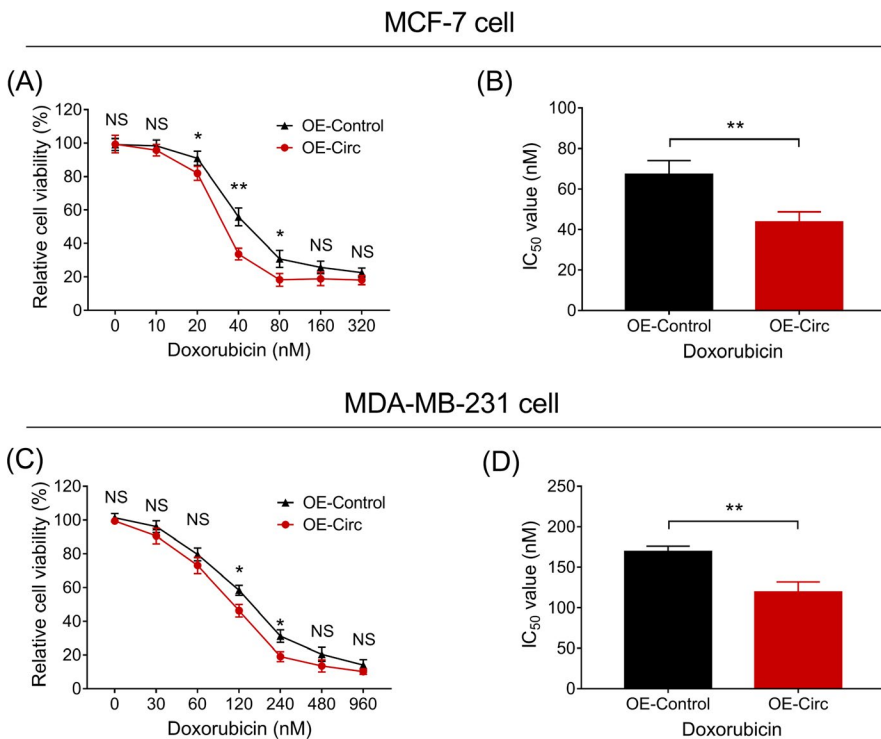 MCF-7 cell
(A)
Relative cell viability (%)
120
100
80
60
40
20
0
NS
NS
*
**
*
NS
NS
OE-Control
OE-Circ
0 10 20 40 80 160 320
Doxorubicin (nM)
(B)
IC50 value (nM)
100
80
60
40
20
0
**
OE-Control OE-Circ
Doxorubicin
MDA-MB-231 cell
(C)
Relative cell viability (%)
120
100
80
60
40
20
0
NS
NS
NS
*
*
NS
NS
OE-Control
OE-Circ
0 30 60 120 240 480 960
Doxorubicin (nM)
(D)
IC50 value (nM)
250
200
150
100
50
0
**
OE-Control OE-Circ
Doxorubicin